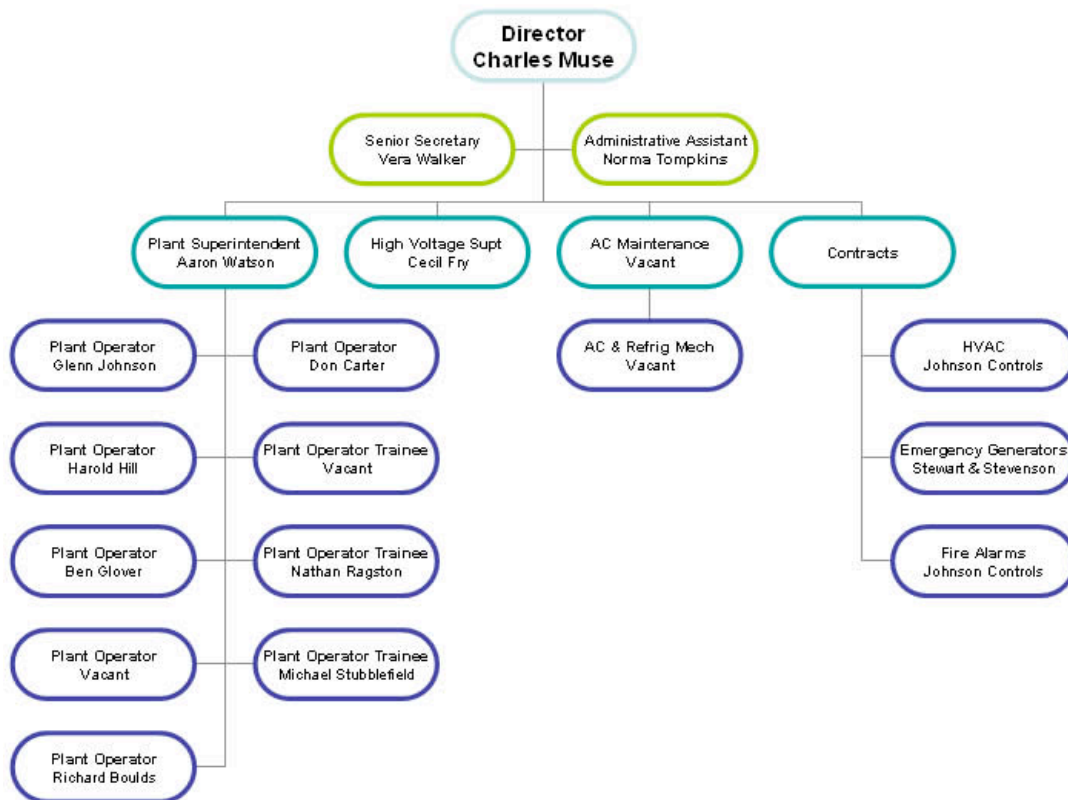 Director
Charles Muse
Senior Secretary
Vera Walker
Administrative Assistant
Norma Tompkins
Plant Superintendent
Aaron Watson
High Voltage Supt
Cecil Fry
AC Maintenance
Vacant
Contracts
Plant Operator
Glenn Johnson
Plant Operator
Don Carter
AC & Refrig Mech
Vacant
HVAC
Johnson Controls
Plant Operator
Harold Hill
Plant Operator Trainee
Vacant
Emergency Generators
Stewart & Stevenson
Plant Operator
Ben Glover
Plant Operator Trainee
Nathan Ragston
Fire Alarms
Johnson Controls
Plant Operator
Vacant
Plant Operator Trainee
Michael Stubblefield
Plant Operator
Richard Boulds